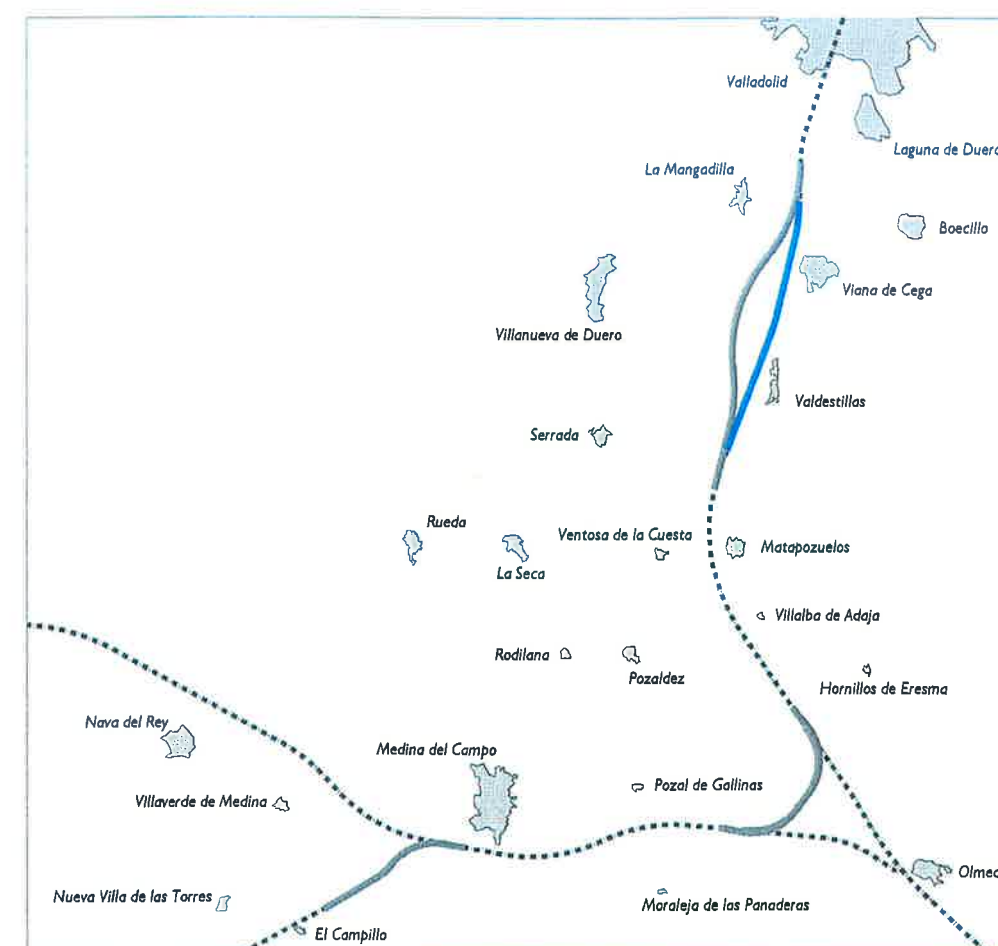 Valladolid
Laguna de Duero
La Mangadilla
Boecillo
Viana de Cega
Villanueva de Duero
Valdestillas
Serrada
Rueda
Ventosa de la Cuesta
Matapozuelos
La Seca
Villalba de Adaja
Rodilana
Pozaldez
Hornillos de Eresma
Nava del Rey
Medina del Campo
Pozal de Gallinas
Villaverde de Medina
Olmed
Nueva Villa de las Torres
Moraleja de las Panaderas
El Campillo